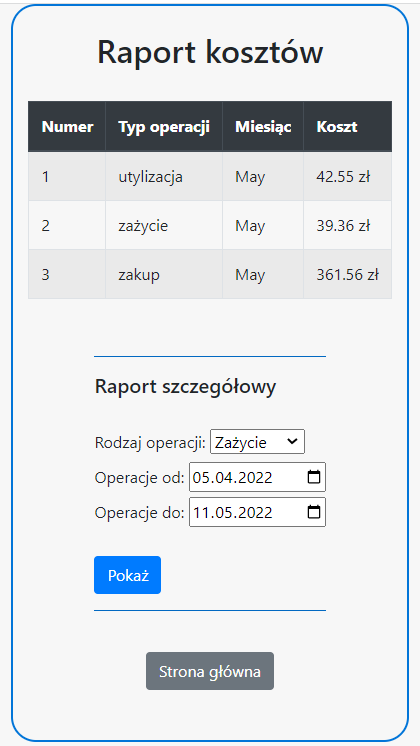 Raport kosztów
Numer Typ operacji Miesiąc Koszt
1 utylizacja May 42.55 zł
2 zażycie May 39.36 zł
3 zakup May 361.56 zł
Raport szczegółowy
Rodzaj operacji: Zażycie
Operacje od: 05.04.2022
Operacje do: 11.05.2022
Pokaż
Strona główna